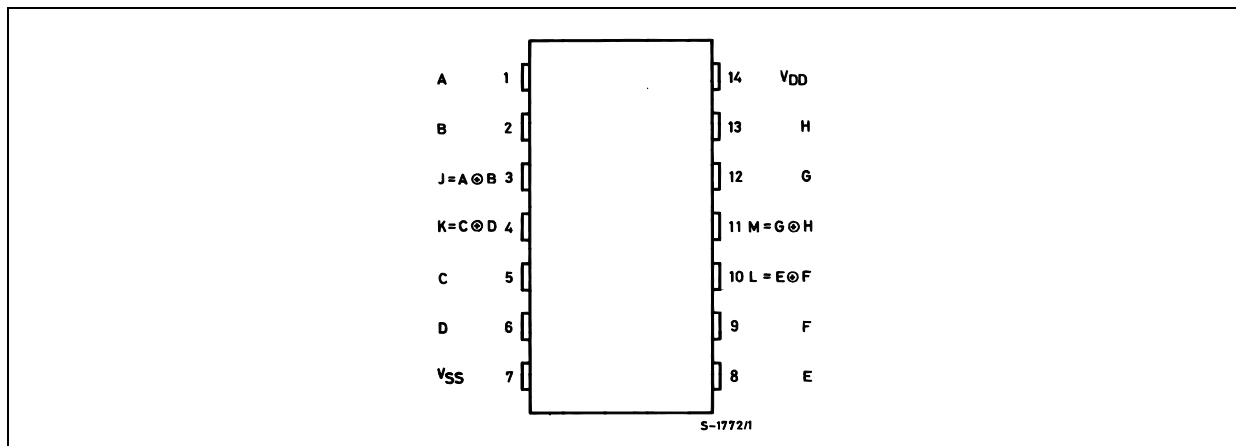 A 1 14 VDD
B 2 13 H
J=A⊕B 3 12 G
K=C⊕D 4 11 M=G⊕H
C 5 10 L=E⊕F
D 6 9 F
VSS 7 8 E
S-1772/1